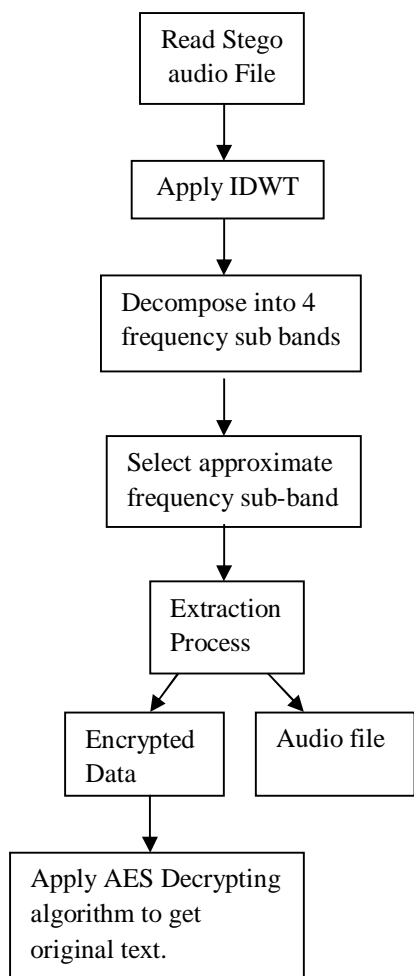 Read Stego
audio File
Apply IDWT
Decompose into 4
frequency sub bands
Select approximate
frequency sub-band
Extraction
Process
Encrypted
Data
Audio file
Apply AES Decrypting
algorithm to get
original text.